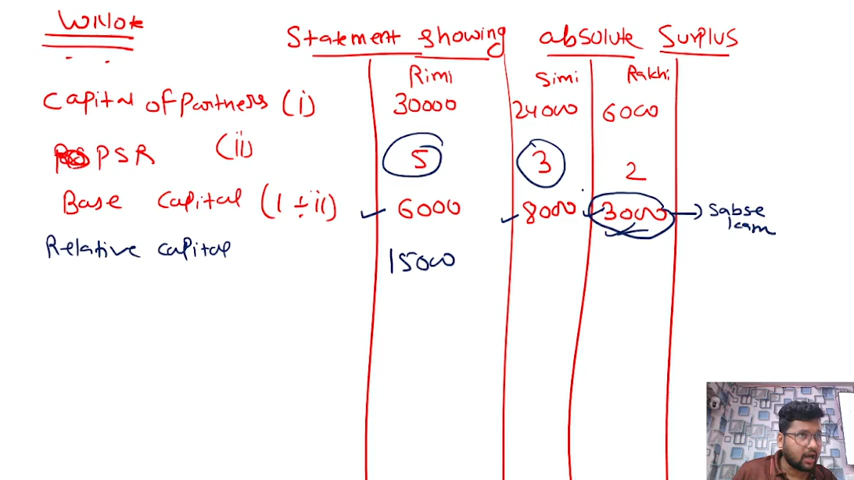 W.Note
Statement showing absolute Surplus
Rimi Simi Rakhi
Capital of Partners (i) 30000 24000 6000
PSR (ii) 5 3 2
Base Capital (I ÷ ii) 6000 8000 3000 → Sabse kam
Relative capital 15000